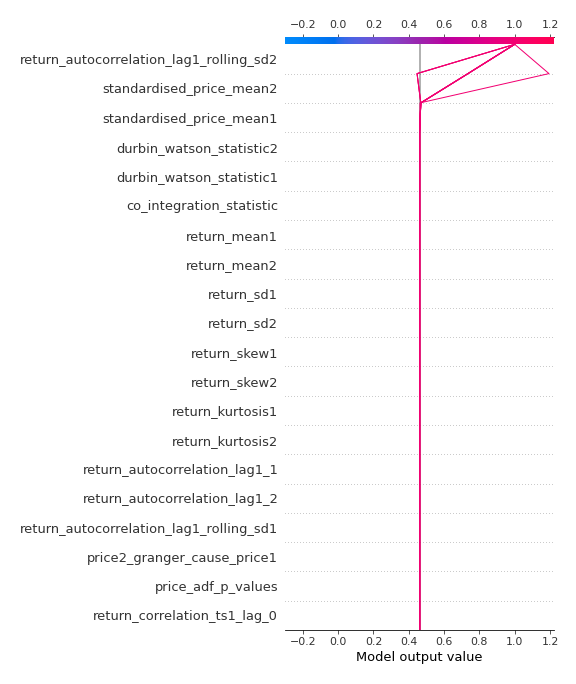 −0.2 0.0 0.2 0.4 0.6 0.8 1.0 1.2
return_autocorrelation_lag1_rolling_sd2
standardised_price_mean2
standardised_price_mean1
durbin_watson_statistic2
durbin_watson_statistic1
co_integration_statistic
return_mean1
return_mean2
return_sd1
return_sd2
return_skew1
return_skew2
return_kurtosis1
return_kurtosis2
return_autocorrelation_lag1_1
return_autocorrelation_lag1_2
return_autocorrelation_lag1_rolling_sd1
price2_granger_cause_price1
price_adf_p_values
return_correlation_ts1_lag_0
−0.2 0.0 0.2 0.4 0.6 0.8 1.0 1.2
Model output value